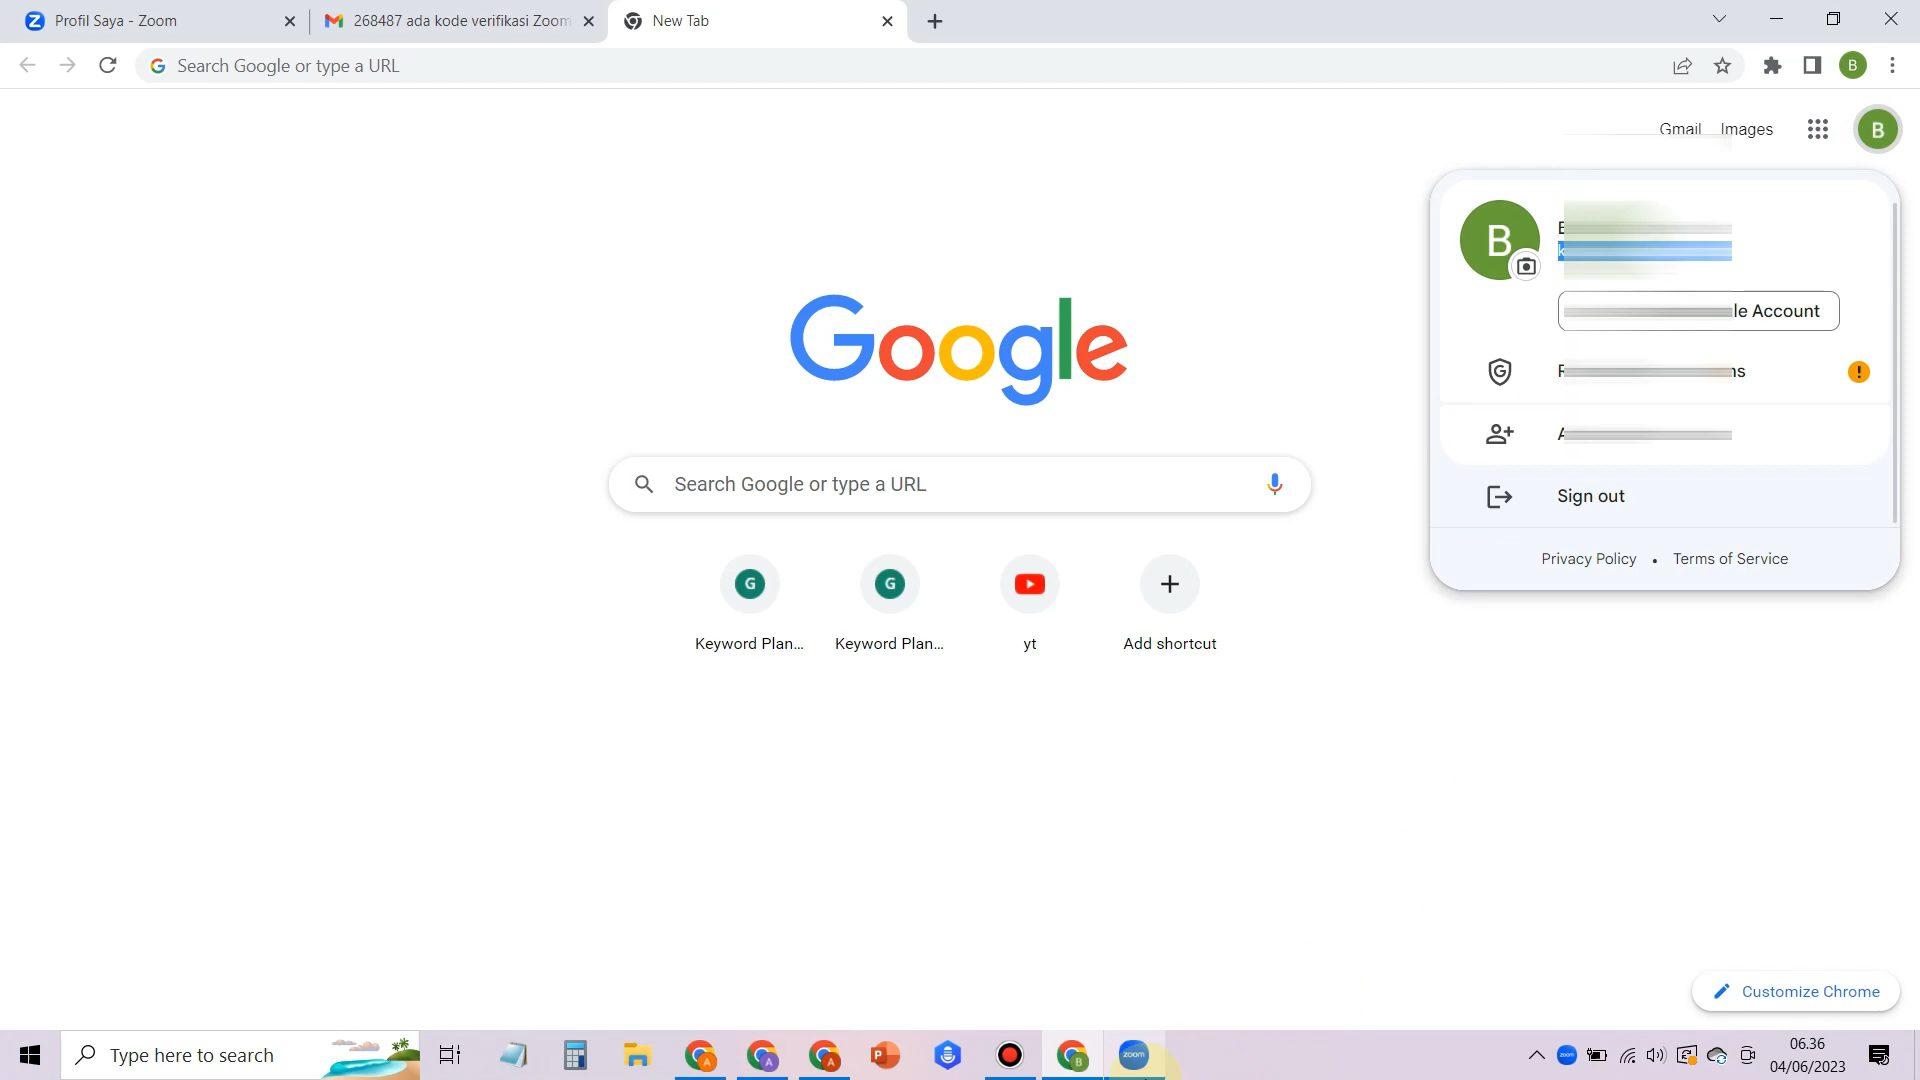 Profil Saya - Zoom
268487 ada kode verifikasi Zoom
New Tab
Search Google or type a URL
B
Gmail Images
B
B
le Account
Sign out
Privacy Policy • Terms of Service
Google
Search Google or type a URL
G G
Keyword Plan... Keyword Plan... yt Add shortcut
Customize Chrome
Type here to search
zoom
06.36
04/06/2023